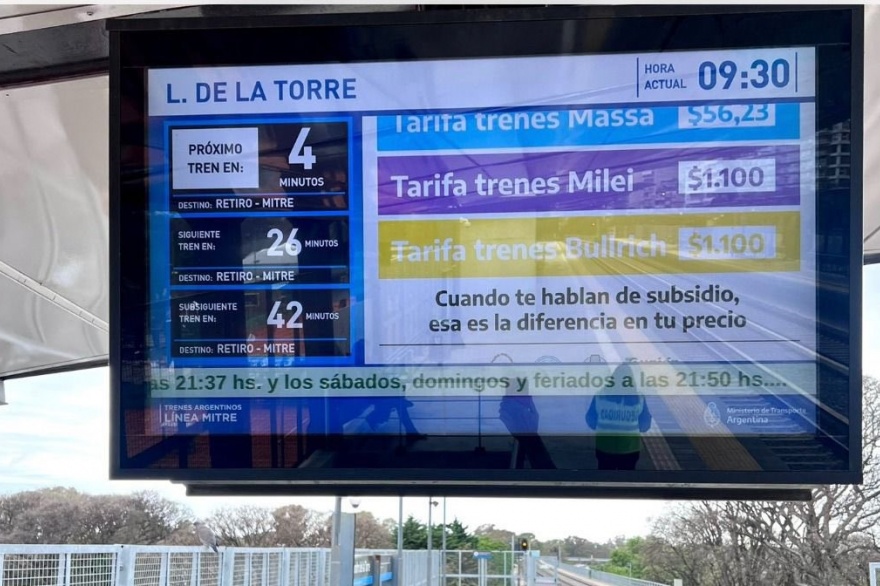 L. DE LA TORRE
HORA
ACTUAL
09:30
PRÓXIMO
TREN EN:
4
MINUTOS
DESTINO: RETIRO - MITRE
SIGUIENTE
TREN EN:
26 MINUTOS
DESTINO: RETIRO - MITRE
SUBSIGUIENTE
TREN EN:
42 MINUTOS
DESTINO: RETIRO - MITRE
Tarifa trenes Massa $56,23
Tarifa trenes Milei $1.100
Tarifa trenes Bullrich $1.100
Cuando te hablan de subsidio,
esa es la diferencia en tu precio
as 21:37 hs. y los sábados, domingos y feriados a las 21:50 hs....
TRENES ARGENTINOS
LÍNEA MITRE
Ministerio de Transporte
Argentina